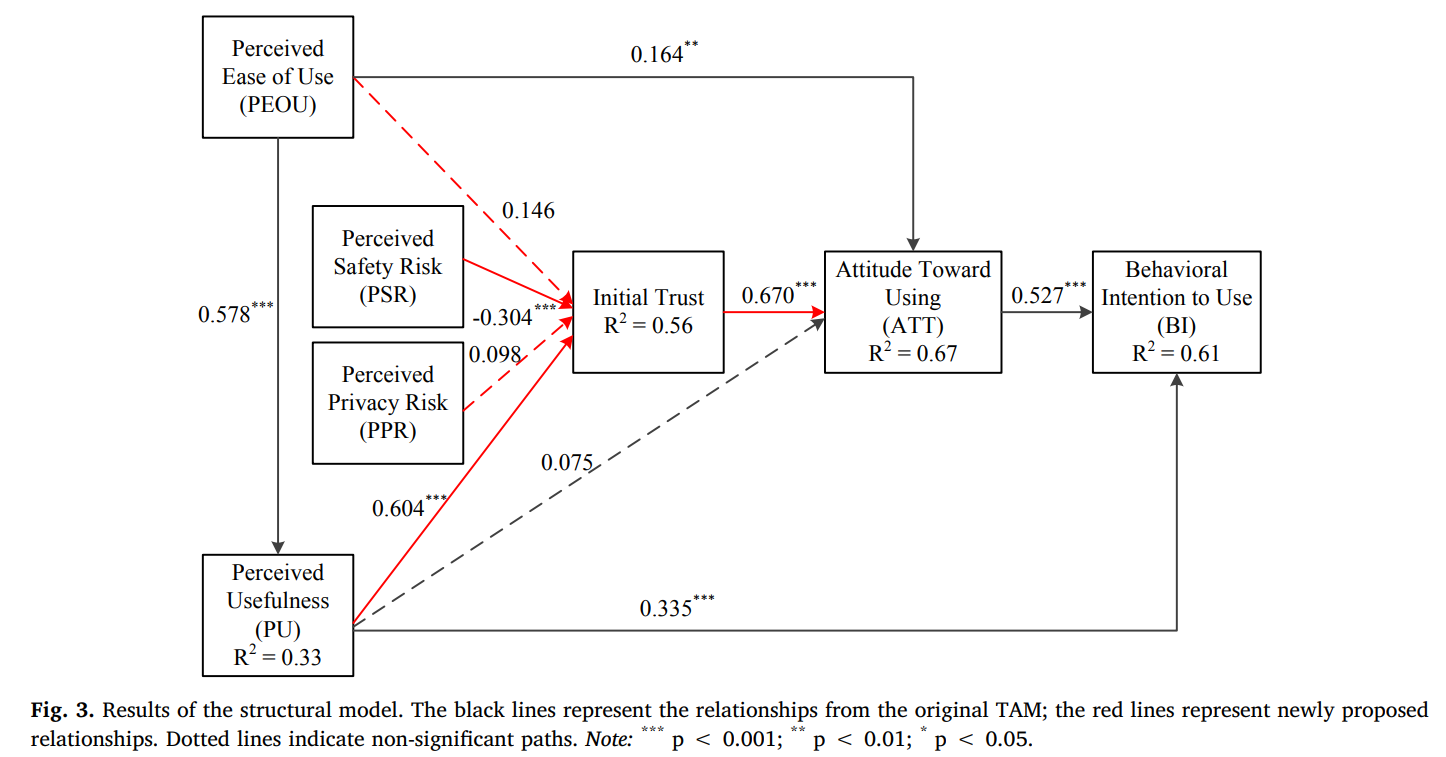 Perceived
Ease of Use
(PEOU)
0.164**
0.146
Perceived
Safety Risk
(PSR)
-0.304***
0.578***
0.098
Perceived
Privacy Risk
(PPR)
Initial Trust
R² = 0.56
0.670***
Attitude Toward
Using
(ATT)
R² = 0.67
0.527***
Behavioral
Intention to Use
(BI)
R² = 0.61
0.075
0.604***
Perceived
Usefulness
(PU)
R² = 0.33
0.335***
Fig. 3. Results of the structural model. The black lines represent the relationships from the original TAM; the red lines represent newly proposed
relationships. Dotted lines indicate non-significant paths. Note: *** p < 0.001; ** p < 0.01; * p < 0.05.